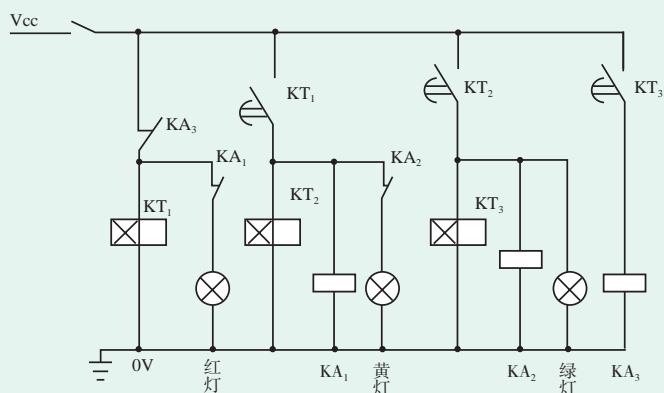 Vcc
KA₃
KT₁
KT₂
KT₃
KA₁
KA₂
KT₁
KT₂
KT₃
0V
红灯
KA₁
黄灯
KA₂
绿灯
KA₃